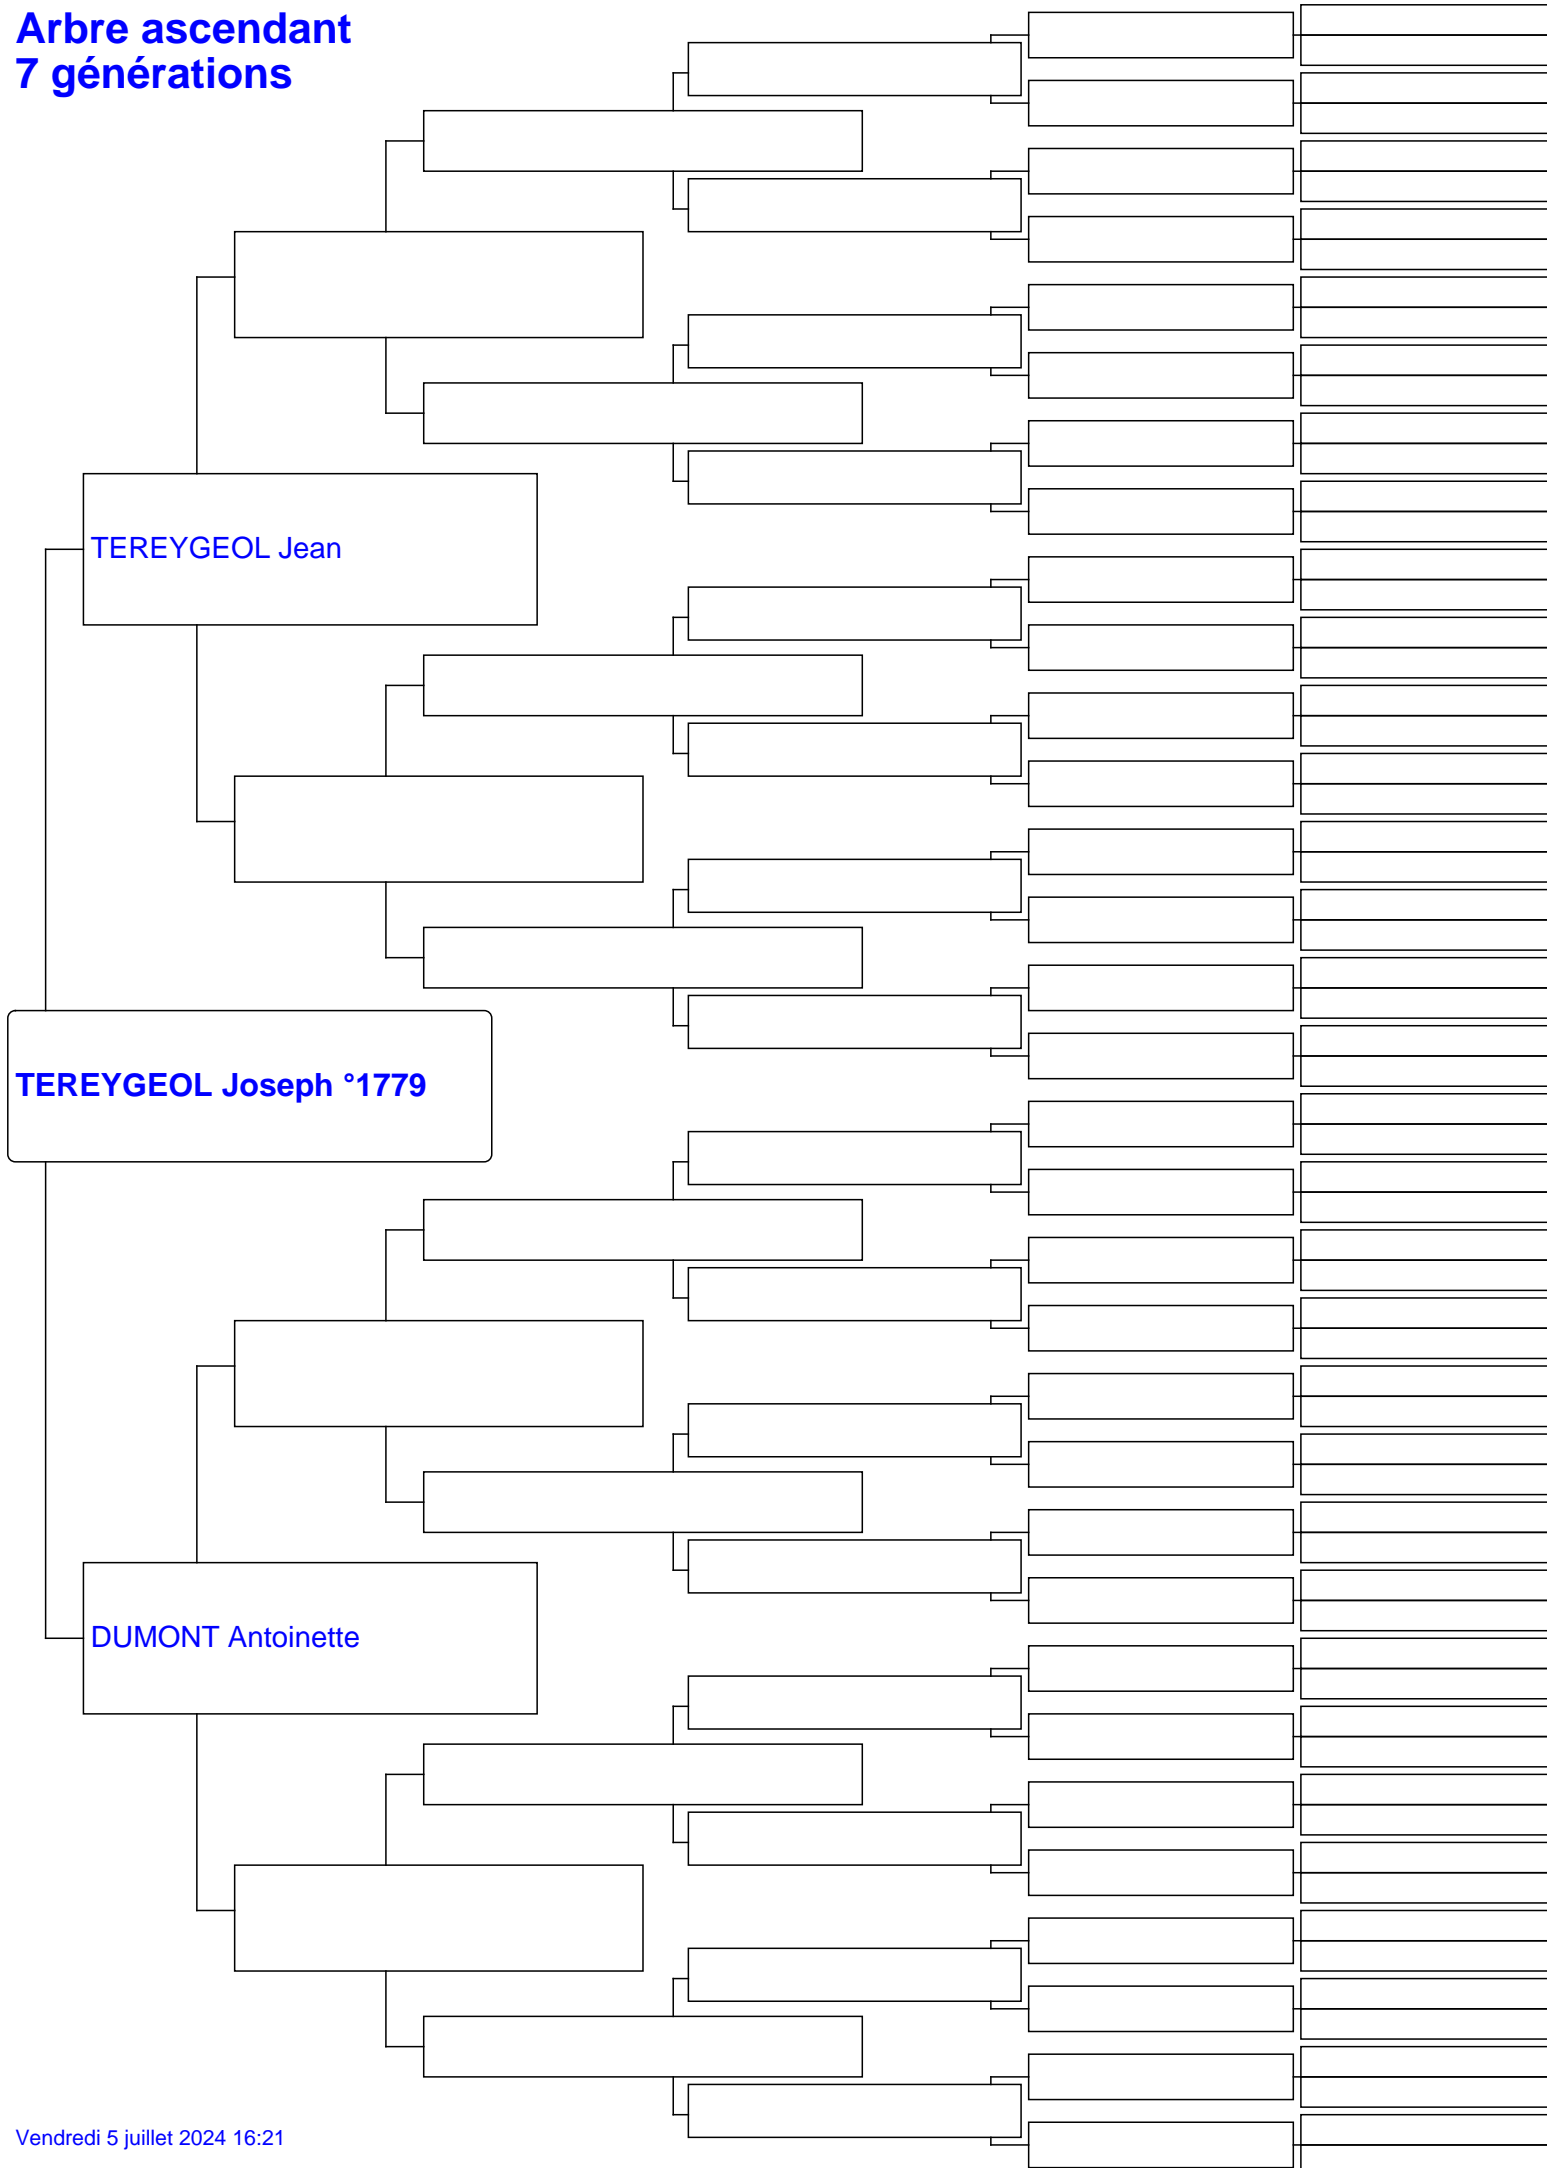 Arbre ascendant
7 générations
TEREYGEOL Jean
TEREYGEOL Joseph °1779
DUMONT Antoinette
Vendredi 5 juillet 2024 16:21